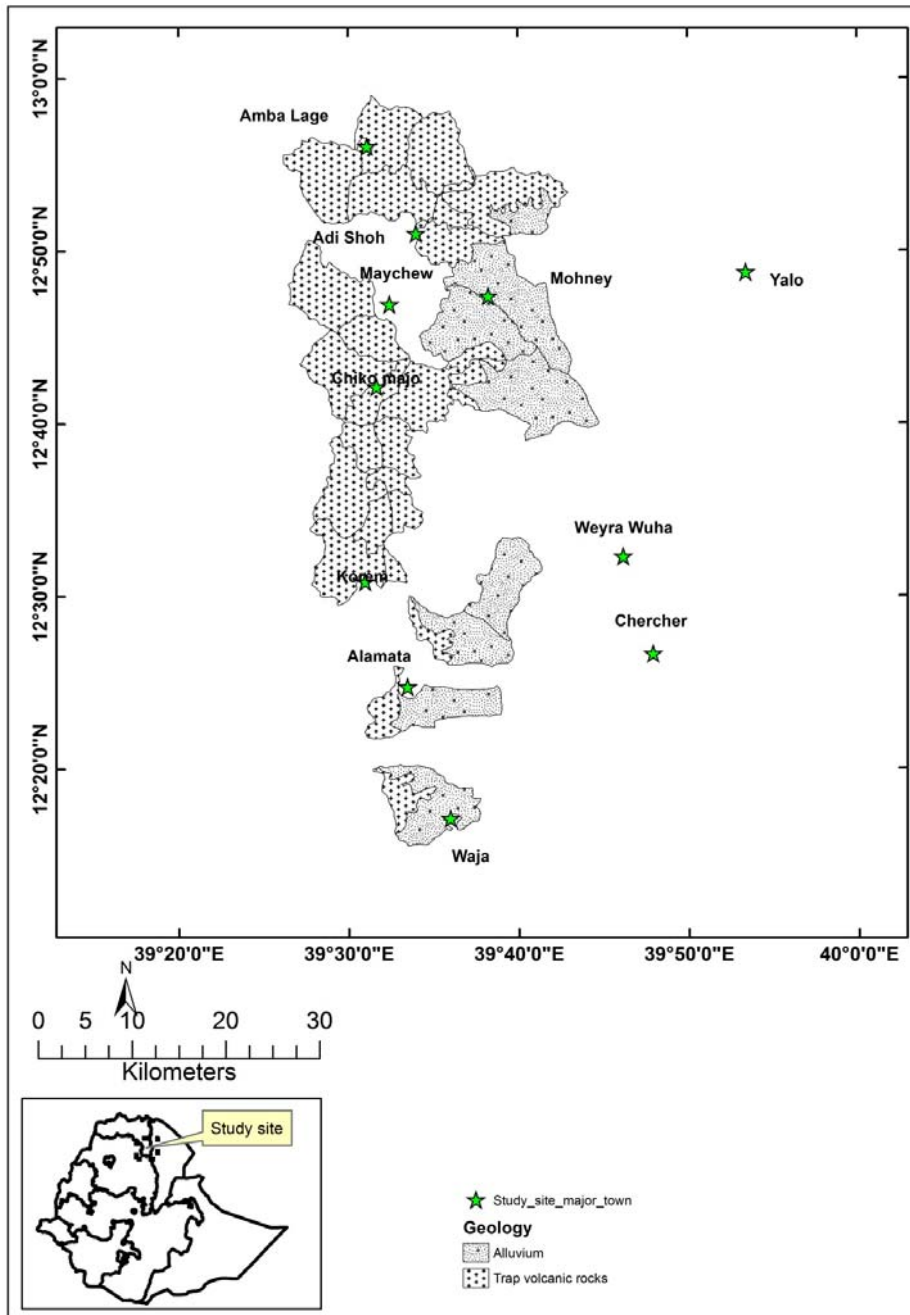 13°0'0"N
Amba Lage
Adi Shoh
12°50'0"N
Maychew
Mohney
Yalo
Chiko majo
12°40'0"N
Weyra Wuha
Korem
12°30'0"N
Chercher
Alamata
12°20'0"N
Waja
39°20'0"E
39°30'0"E
39°40'0"E
39°50'0"E
40°0'0"E
N
0 5 10 20 30
Kilometers
Study site
Study_site_major_town
Geology
Alluvium
Trap volcanic rocks